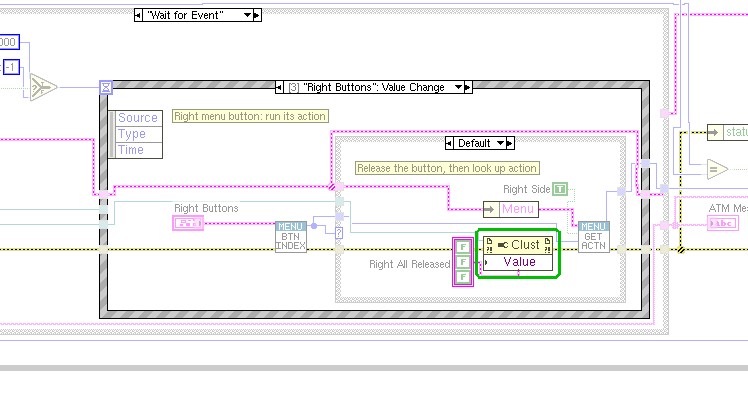 "Wait for Event"
000
-1
[3] "Right Buttons": Value Change
Source
Type
Time
Right menu button: run its action
Default
Release the button, then look up action
Right Side
T
Menu
Right Buttons
MENU
BTN
INDEX
?
MENU
GET
ACTN
Right All Released
F
F
F
Clust
Value
statu
=
ATM Me
abc